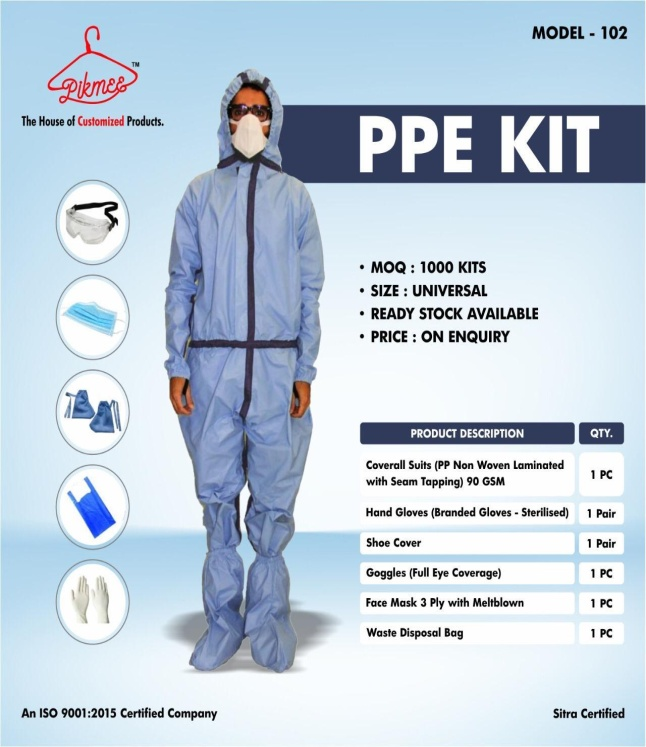 MODEL - 102
Pikmee TM
The House of Customized Products.
PPE KIT
• MOQ : 1000 KITS
• SIZE : UNIVERSAL
• READY STOCK AVAILABLE
• PRICE : ON ENQUIRY
PRODUCT DESCRIPTION QTY.
Coverall Suits (PP Non Woven Laminated
with Seam Tapping) 90 GSM 1 PC
Hand Gloves (Branded Gloves - Sterilised) 1 Pair
Shoe Cover 1 Pair
Goggles (Full Eye Coverage) 1 PC
Face Mask 3 Ply with Meltblown 1 PC
Waste Disposal Bag 1 PC
An ISO 9001:2015 Certified Company
Sitra Certified